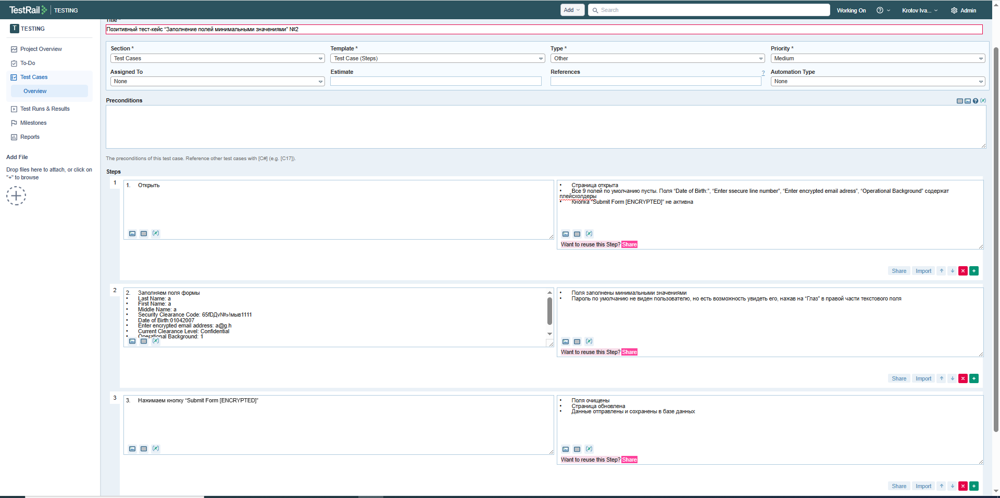 TestRail TESTING Add Search Working On Krotov Iva... Admin
T TESTING
Project Overview
To-Do
Test Cases
Overview
Test Runs & Results
Milestones
Reports
Add File
Drop files here to attach, or click on
"+" to browse
Title *
Позитивный тест-кейс “Заполнение полей минимальными значениями” №2
Section * Template * Type * Priority *
Test Cases Test Case (Steps) Other Medium
Assigned To Estimate References ? Automation Type
None None
Preconditions
The preconditions of this test case. Reference other test cases with [C#] (e.g. [C17]).
Steps
1
1. Открыть
• Страница открыта
• Все 9 полей по умолчанию пусты. Поля “Date of Birth:”, “Enter ssecure line number”, “Enter encrypted email adress”, “Operational Background” содержат
плейсхолдеры
• Кнопка “Submit Form [ENCRYPTED]” не активна
Want to reuse this Step? Share
Share Import
2
2. Заполняем поля формы
• Last Name: a
• First Name: a
• Middle Name: a
• Security Clearance Code: 65fDДv№»!мыв1111
• Date of Birth:01042007
• Enter encrypted email address: a@g.h
• Current Clearance Level: Confidential
• Operational Background: 1
• Поля заполнены минимальными значениями
• Пароль по умолчанию не виден пользователю, но есть возможность увидеть его, нажав на “Глаз” в правой части текстового поля
Want to reuse this Step? Share
Share Import
3
3. Нажимаем кнопку “Submit Form [ENCRYPTED]”
• Поля очищены
• Страница обновлена
• Данные отправлены и сохранены в базе данных
Want to reuse this Step? Share
Share Import